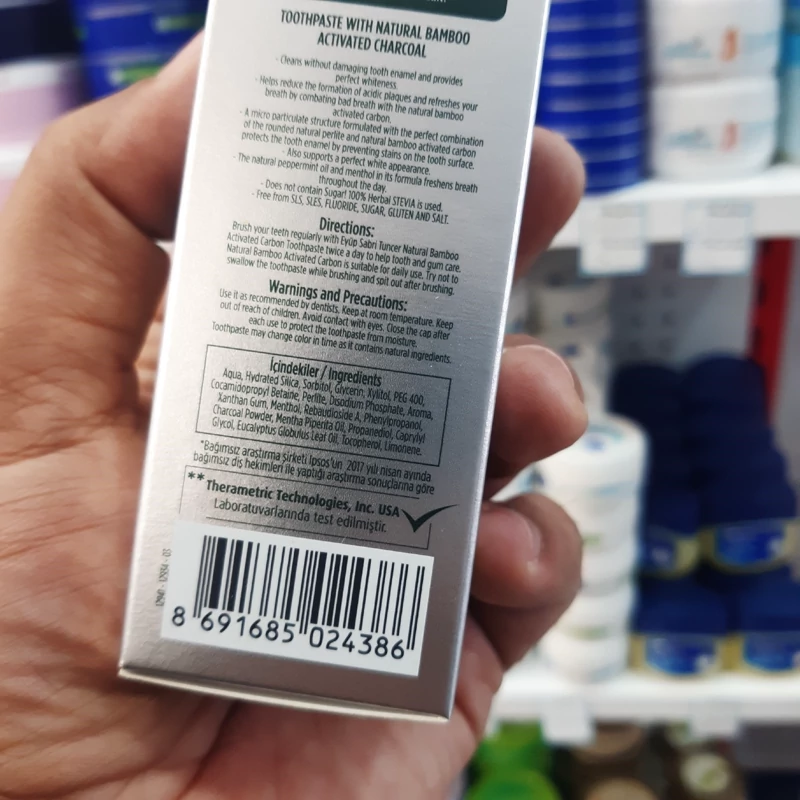 TOOTHPASTE WITH NATURAL BAMBOO
ACTIVATED CHARCOAL
- Cleans without damaging tooth enamel and provides
perfect whiteness.
- Helps reduce the formation of acidic plaques and refreshes your
breath by combating bad breath with the natural bamboo
activated carbon.
- A micro particulate structure formulated with the perfect combination
of the rounded natural perlite and natural bamboo activated carbon
protects the tooth enamel by preventing stains on the tooth surface.
- Also supports a perfect white appearance.
- The natural peppermint oil and menthol in its formula freshens breath
throughout the day.
- Does not contain Sugar! 100% Herbal STEVIA is used.
- Free from SLS, SLES, FLUORIDE, SUGAR, GLUTEN AND SALT.
Directions:
Brush your teeth regularly with Eyüp Sabri Tuncer Natural Bamboo
Activated Carbon Toothpaste twice a day to help tooth and gum care.
Natural Bamboo Activated Carbon is suitable for daily use. Try not to
swallow the toothpaste while brushing and spit out after brushing.
Warnings and Precautions:
Use it as recommended by dentists. Keep at room temperature. Keep
out of reach of children. Avoid contact with eyes. Close the cap after
each use to protect the toothpaste from moisture.
Toothpaste may change color in time as it contains natural ingredients.
İçindekiler / Ingredients
Aqua, Hydrated Silica, Sorbitol, Glycerin, Xylitol, PEG 400,
Cocamidopropyl Betaine, Perlite, Disodium Phosphate, Aroma,
Xanthan Gum, Menthol, Rebaudioside A, Phenylpropanol,
Charcoal Powder, Mentha Piperita Oil, Propanediol, Caprylyl
Glycol, Eucalyptus Globulus Leaf Oil, Tocopherol, Limonene.
*Bağımsız araştırma şirketi Ipsos'un 2017 yılı nisan ayında
bağımsız diş hekimleri ile yaptığı araştırma sonuçlarına göre
** Therametric Technologies, Inc. USA
Laboratuvarlarında test edilmiştir.
8 691685 024386